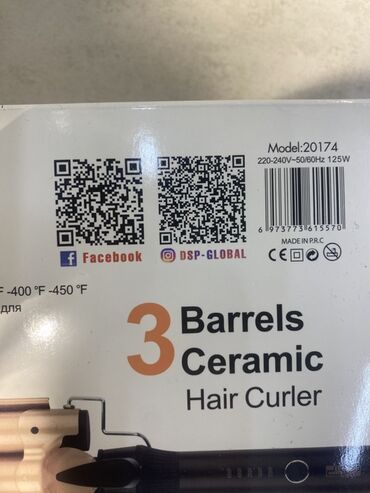 Model:20174
220-240V~50/60Hz 125W
6 973773 615570
MADE IN P.R.C
CE
Facebook
DSP-GLOBAL
F -400 °F -450 °F
для
3 Barrels
Ceramic
Hair Curler